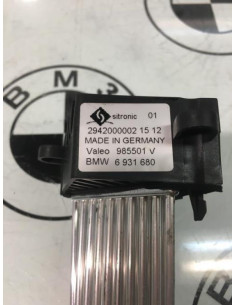 sitronic 01
2942000002 15 12
MADE IN GERMANY
Valeo 985501 V
BMW 6 931 680